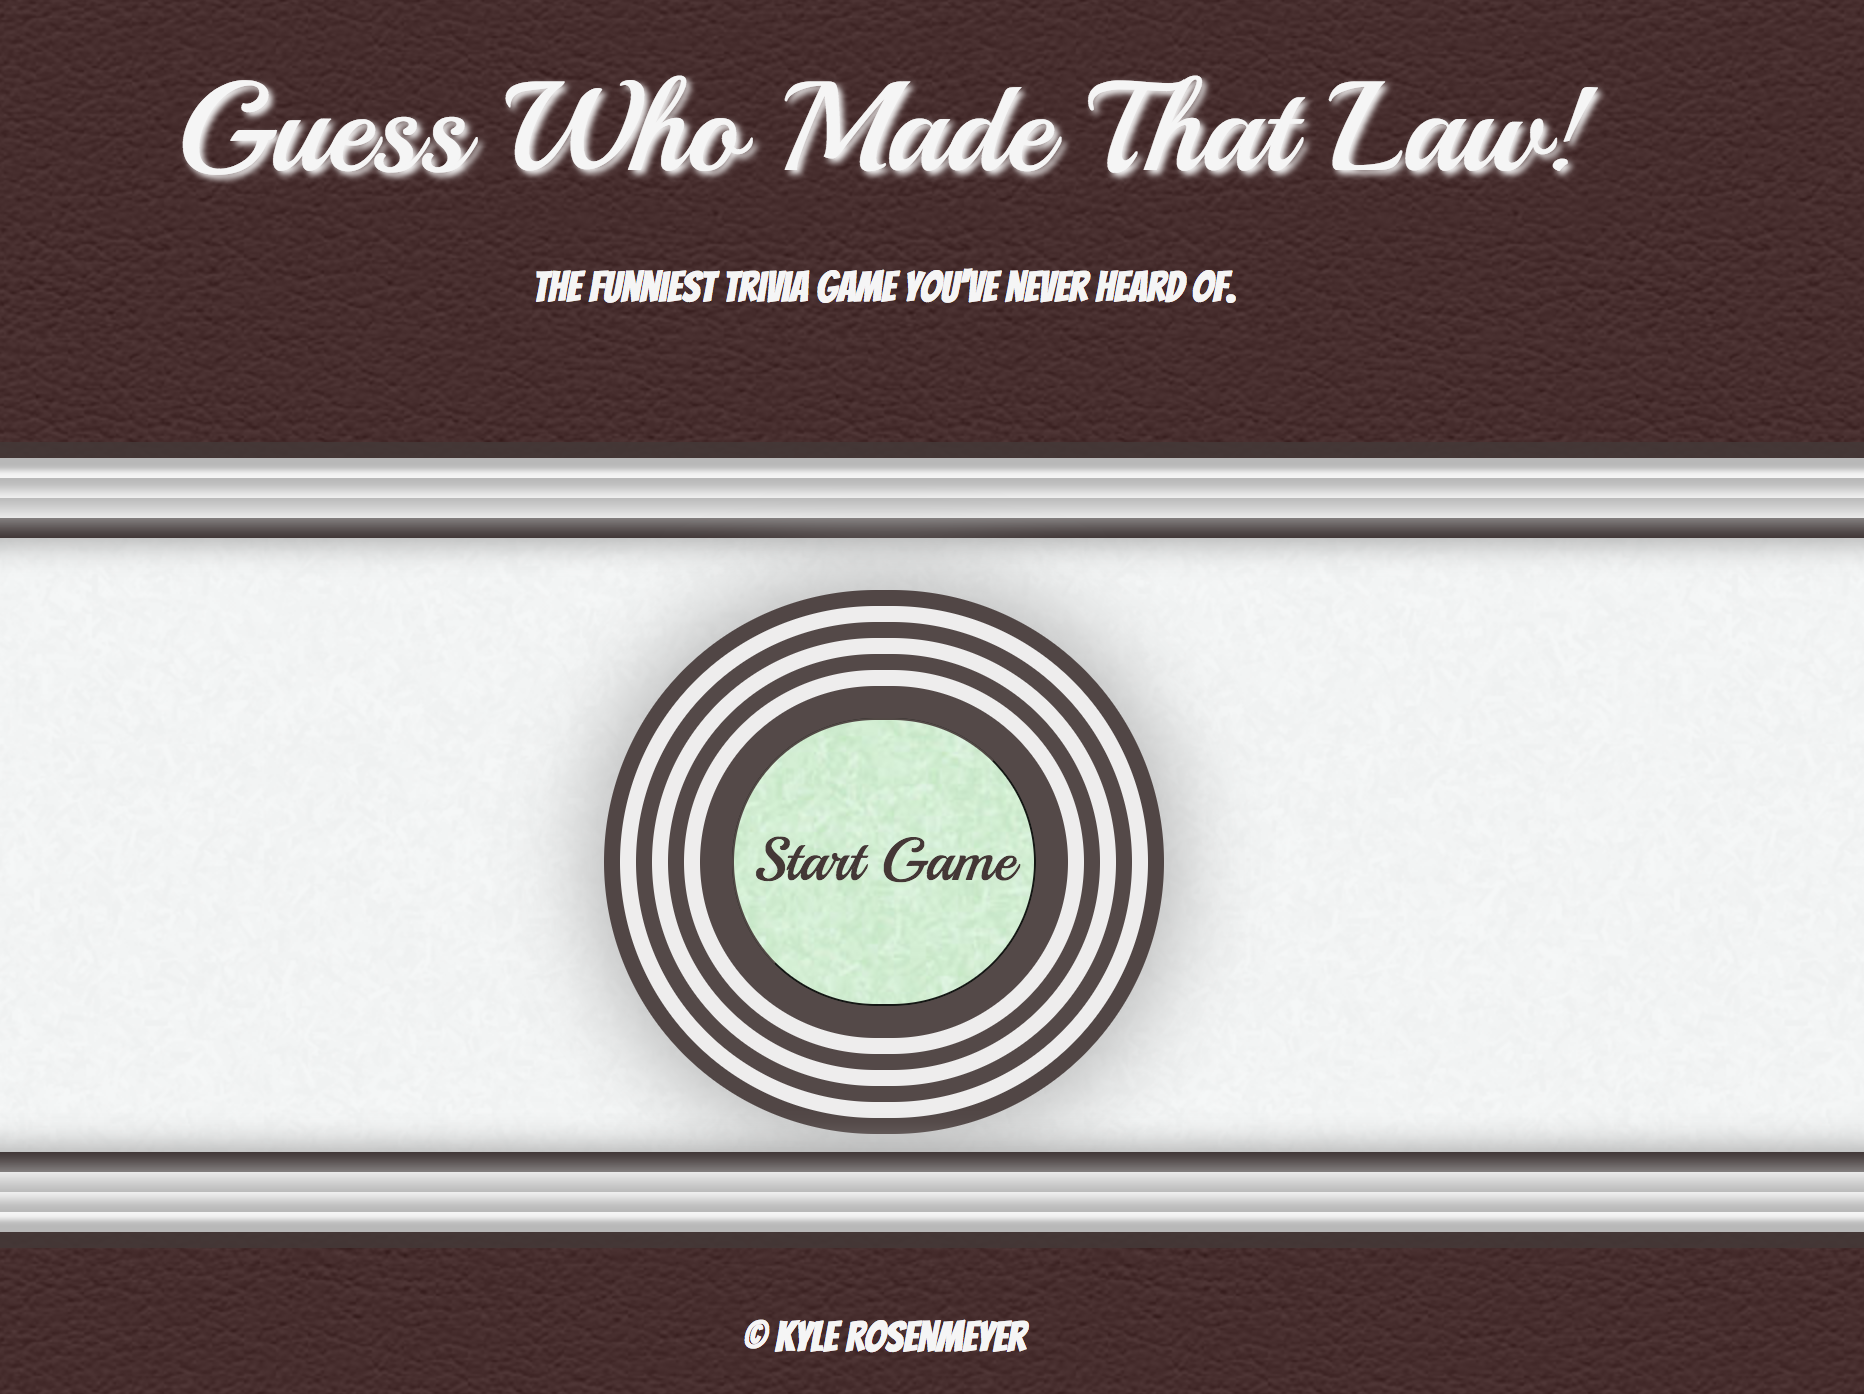 Guess Who Made That Law!
THE FUNNIEST TRIVIA GAME YOU'VE NEVER HEARD OF.
Start Game
© KYLE ROSENMEYER